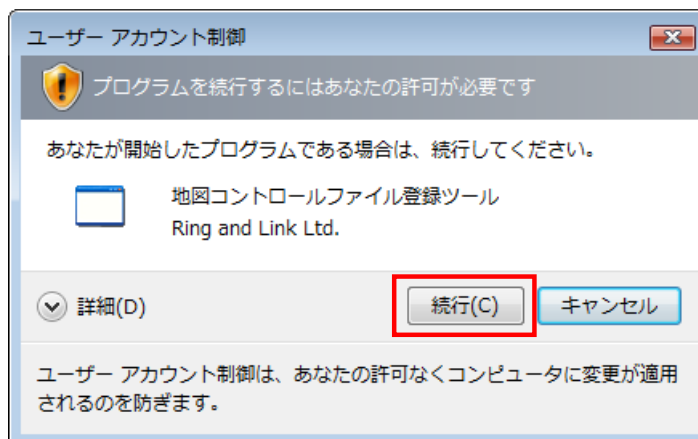 ユーザー アカウント制御
プログラムを続行するにはあなたの許可が必要です
あなたが開始したプログラムである場合は、続行してください。
地図コントロールファイル登録ツール
Ring and Link Ltd.
詳細(D)
続行(C)
キャンセル
ユーザー アカウント制御は、あなたの許可なくコンピュータに変更が適用
されるのを防ぎます。